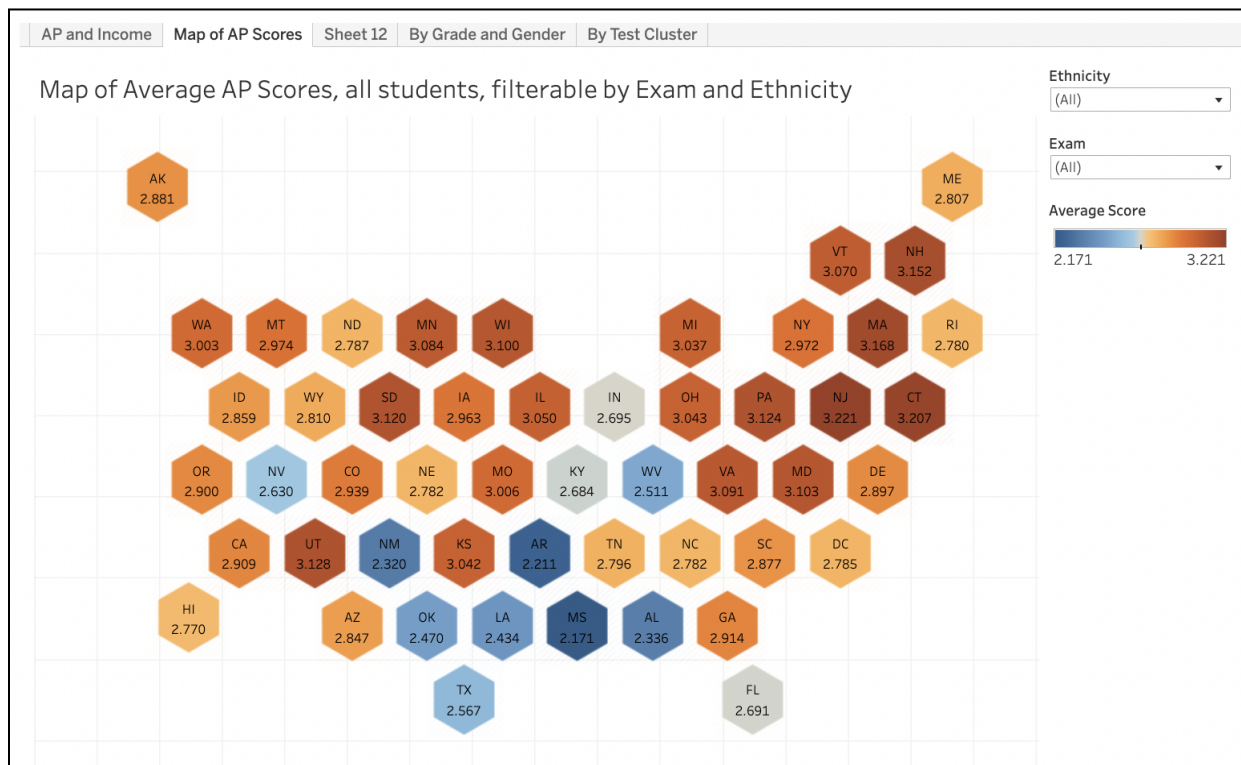 AP and Income Map of AP Scores Sheet 12 By Grade and Gender By Test Cluster
Map of Average AP Scores, all students, filterable by Exam and Ethnicity
Ethnicity
(All)
Exam
(All)
Average Score
2.171 3.221
AK
2.881
ME
2.807
VT
3.070
NH
3.152
WA
3.003
MT
2.974
ND
2.787
MN
3.084
WI
3.100
MI
3.037
NY
2.972
MA
3.168
RI
2.780
ID
2.859
WY
2.810
SD
3.120
IA
2.963
IL
3.050
IN
2.695
OH
3.043
PA
3.124
NJ
3.221
CT
3.207
OR
2.900
NV
2.630
CO
2.939
NE
2.782
MO
3.006
KY
2.684
WV
2.511
VA
3.091
MD
3.103
DE
2.897
CA
2.909
UT
3.128
NM
2.320
KS
3.042
AR
2.211
TN
2.796
NC
2.782
SC
2.877
DC
2.785
HI
2.770
AZ
2.847
OK
2.470
LA
2.434
MS
2.171
AL
2.336
GA
2.914
TX
2.567
FL
2.691